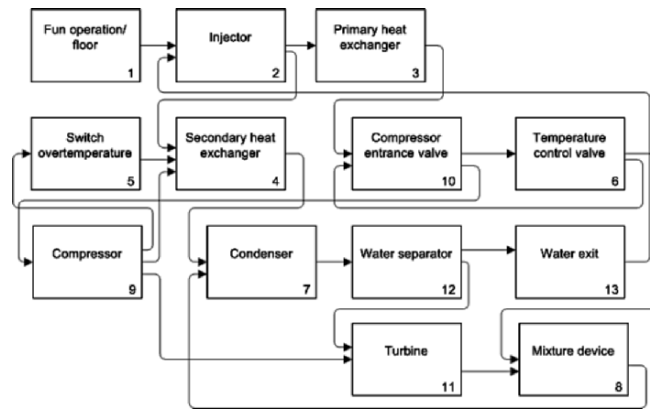 Fun operation/
floor
1
Injector
2
Primary heat
exchanger
3
Switch
overtemperature
5
Secondary heat
exchanger
4
Compressor
entrance valve
10
Temperature
control valve
6
Compressor
9
Condenser
7
Water separator
12
Water exit
13
Turbine
11
Mixture device
8